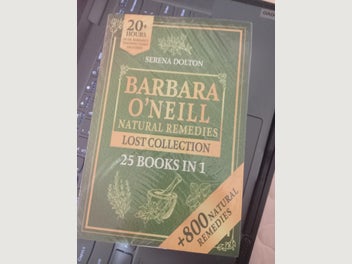 20+
HOURS
SERENA DOLTON
BARBARA
O'NEILL
NATURAL REMEDIES
LOST COLLECTION
25 BOOKS IN 1
+800 NATURAL
REMEDIES